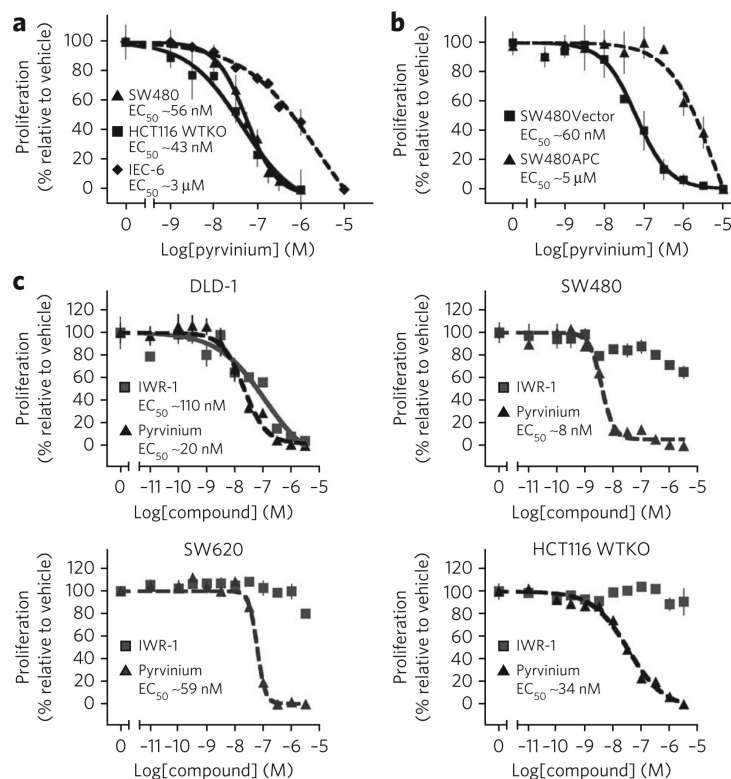 a
Proliferation
(% relative to vehicle)
100
80
60
40
20
0
SW480
EC50 ~56 nM
HCT116 WTKO
EC50 ~43 nM
IEC-6
EC50 ~3 µM
0 –9 –8 –7 –6 –5
Log[pyrvinium] (M)
b
Proliferation
(% relative to vehicle)
100
80
60
40
20
0
SW480Vector
EC50 ~60 nM
SW480APC
EC50 ~5 µM
0 –9 –8 –7 –6 –5
Log[pyrvinium] (M)
c
DLD-1
Proliferation
(% relative to vehicle)
120
100
80
60
40
20
0
IWR-1
EC50 ~110 nM
Pyrvinium
EC50 ~20 nM
0 –11 –10 –9 –8 –7 –6 –5
Log[compound] (M)
SW480
Proliferation
(% relative to vehicle)
120
100
80
60
40
20
0
IWR-1
Pyrvinium
EC50 ~8 nM
0 –11 –10 –9 –8 –7 –6 –5
Log[compound] (M)
SW620
Proliferation
(% relative to vehicle)
120
100
80
60
40
20
0
IWR-1
Pyrvinium
EC50 ~59 nM
0 –11 –10 –9 –8 –7 –6 –5
Log[compound] (M)
HCT116 WTKO
Proliferation
(% relative to vehicle)
120
100
80
60
40
20
0
IWR-1
Pyrvinium
EC50 ~34 nM
0 –11 –10 –9 –8 –7 –6 –5
Log[compound] (M)